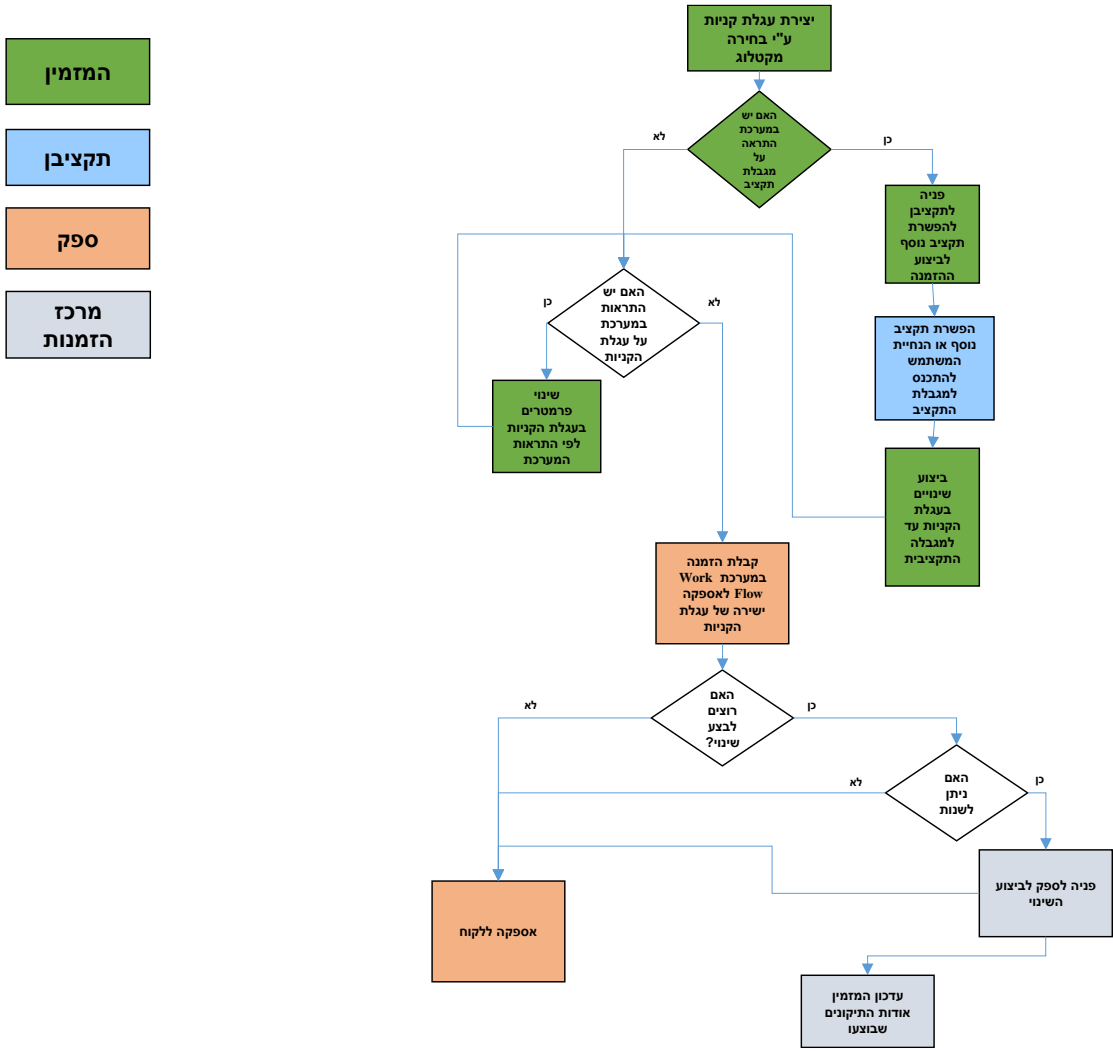 יצירת עגלת קניות
ע"י בחירה
מקטלוג
המזמין
תקציבן
ספק
מרכז
הזמנות
האם יש
במערכת
התראה
על
מגבלת
תקציב
לא
כן
פניה
לתקציבן
להפשרת
תקציב נוסף
לביצוע
ההזמנה
האם יש
התראות
במערכת
על עגלת
הקניות
כן
לא
הפשרת תקציב
נוסף או הנחיית
המשתמש
להתכנס
למגבלת
התקציב
שינוי
פרמטרים
בעגלת הקניות
לפי התראות
המערכת
ביצוע
שינויים
בעגלת
הקניות עד
למגבלה
התקציבית
קבלת הזמנה
במערכת Work
Flow לאספקה
ישירה של עגלת
הקניות
האם
רוצים
לבצע
שינוי?
לא
כן
האם
ניתן
לשנות
לא
כן
פניה לספק לביצוע
השינוי
אספקה ללקוח
עדכון המזמין
אודות התיקונים
שבוצעו